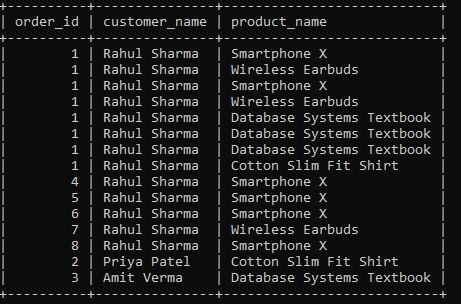 order_id | customer_name | product_name
1 | Rahul Sharma | Smartphone X
1 | Rahul Sharma | Wireless Earbuds
1 | Rahul Sharma | Smartphone X
1 | Rahul Sharma | Wireless Earbuds
1 | Rahul Sharma | Database Systems Textbook
1 | Rahul Sharma | Database Systems Textbook
1 | Rahul Sharma | Database Systems Textbook
1 | Rahul Sharma | Cotton Slim Fit Shirt
4 | Rahul Sharma | Smartphone X
5 | Rahul Sharma | Smartphone X
6 | Rahul Sharma | Smartphone X
7 | Rahul Sharma | Wireless Earbuds
8 | Rahul Sharma | Smartphone X
2 | Priya Patel | Cotton Slim Fit Shirt
3 | Amit Verma | Database Systems Textbook